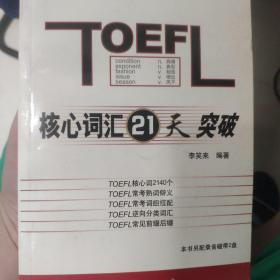 TOEFL
condition
exponent
fashion
issue
season
核心词汇21天突破
李笑来 编著
TOEFL核心词2140个
TOEFL常考熟词僻义
TOEFL常考词组搭配
TOEFL逆向分类词汇
TOEFL常见前缀后缀
本书另配录音磁带2盘